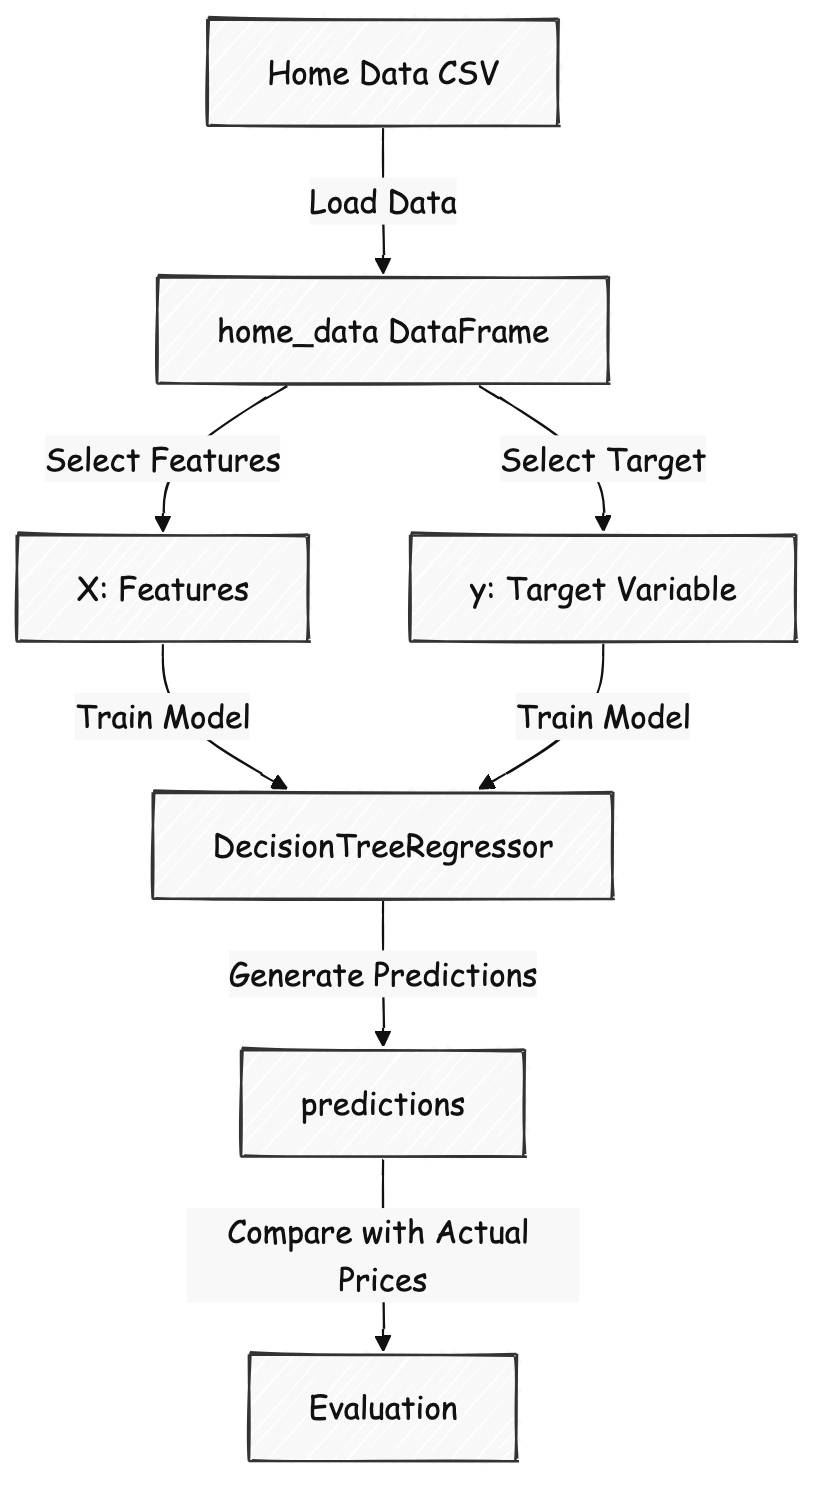 Home Data CSV
Load Data
home_data DataFrame
Select Features
Select Target
X: Features
y: Target Variable
Train Model
Train Model
DecisionTreeRegressor
Generate Predictions
predictions
Compare with Actual
Prices
Evaluation